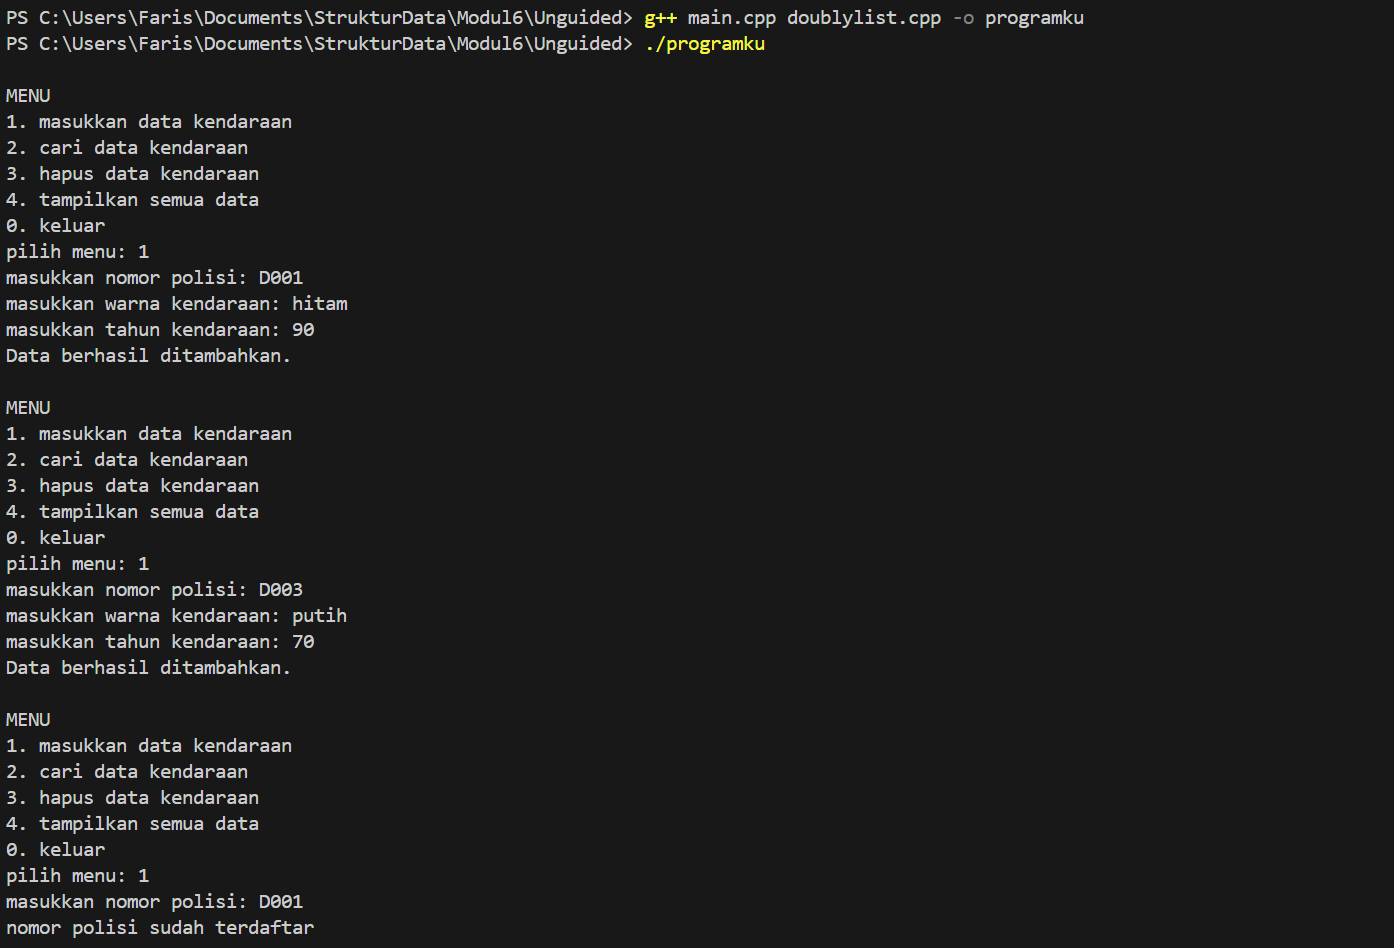 PS C:\Users\Faris\Documents\StrukturData\Modul6\Unguided> g++ main.cpp doublylist.cpp -o programku
PS C:\Users\Faris\Documents\StrukturData\Modul6\Unguided> ./programku
MENU
1. masukkan data kendaraan
2. cari data kendaraan
3. hapus data kendaraan
4. tampilkan semua data
0. keluar
pilih menu: 1
masukkan nomor polisi: D001
masukkan warna kendaraan: hitam
masukkan tahun kendaraan: 90
Data berhasil ditambahkan.
MENU
1. masukkan data kendaraan
2. cari data kendaraan
3. hapus data kendaraan
4. tampilkan semua data
0. keluar
pilih menu: 1
masukkan nomor polisi: D003
masukkan warna kendaraan: putih
masukkan tahun kendaraan: 70
Data berhasil ditambahkan.
MENU
1. masukkan data kendaraan
2. cari data kendaraan
3. hapus data kendaraan
4. tampilkan semua data
0. keluar
pilih menu: 1
masukkan nomor polisi: D001
nomor polisi sudah terdaftar